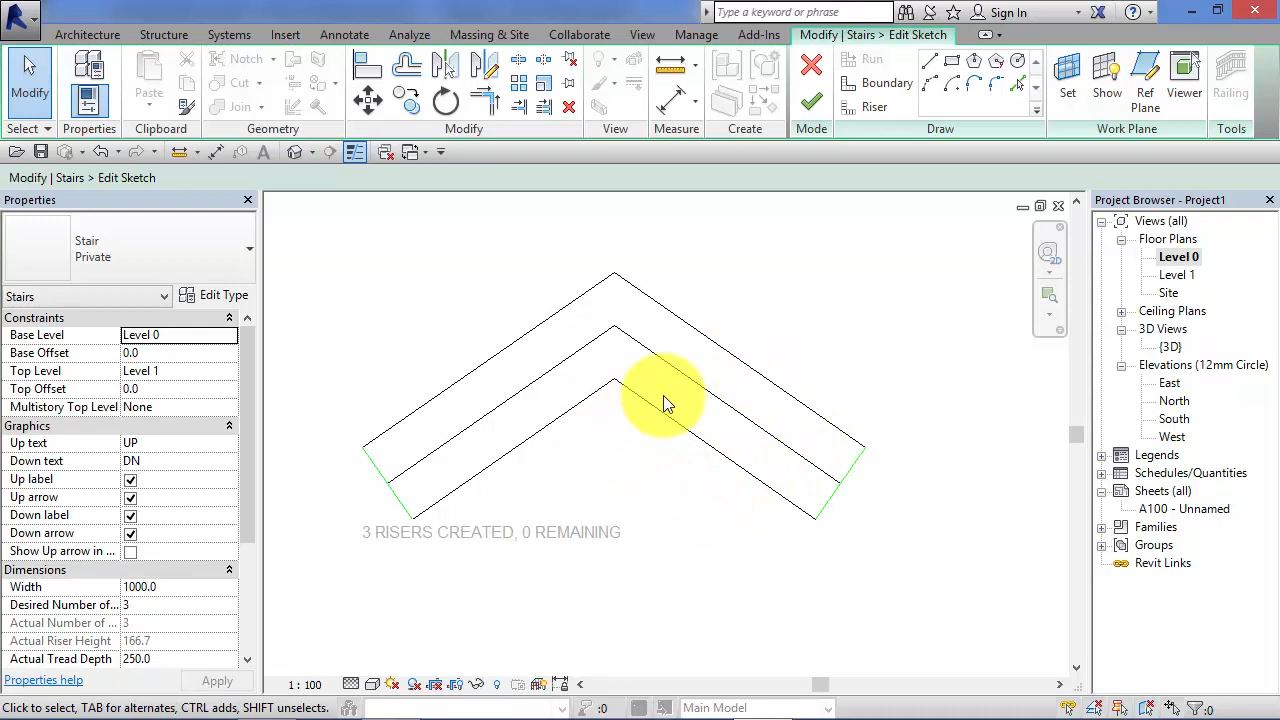 Type a keyword or phrase
Sign In
Architecture Structure Systems Insert Annotate Analyze Massing & Site Collaborate View Manage Add-Ins Modify | Stairs > Edit Sketch
Modify
Paste
Notch
Cut
Join
Run
Boundary
Riser
Set
Show
Ref Plane
Viewer
Railing
Select Properties Clipboard Geometry Modify View Measure Create Mode Draw Work Plane Tools
Modify | Stairs > Edit Sketch
Properties
Stair
Private
Stairs
Edit Type
Constraints
Base Level Level 0
Base Offset 0.0
Top Level Level 1
Top Offset 0.0
Multistory Top Level None
Graphics
Up text UP
Down text DN
Up label
Up arrow
Down label
Down arrow
Show Up arrow in ...
Dimensions
Width 1000.0
Desired Number of... 3
Actual Number of ... 3
Actual Riser Height 166.7
Actual Tread Depth 250.0
Properties help
Apply
2D
3 RISERS CREATED, 0 REMAINING
1 : 100
Project Browser - Project1
Views (all)
Floor Plans
Level 0
Level 1
Site
Ceiling Plans
3D Views
{3D}
Elevations (12mm Circle)
East
North
South
West
Legends
Schedules/Quantities
Sheets (all)
A100 - Unnamed
Families
Groups
Revit Links
Click to select, TAB for alternates, CTRL adds, SHIFT unselects.
:0
Main Model
:0